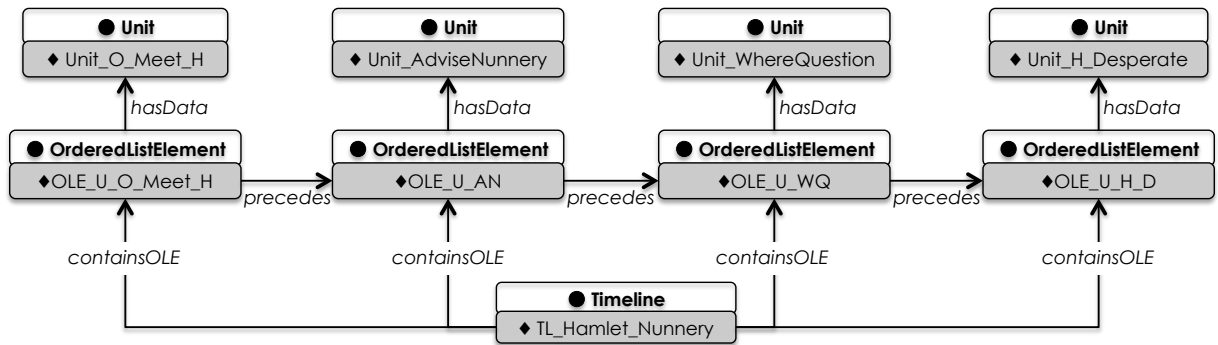 ● Unit ● Unit ● Unit ● Unit
♦ Unit_O_Meet_H ♦ Unit_AdviseNunnery ♦ Unit_WhereQuestion ♦ Unit_H_Desperate
hasData hasData hasData hasData
● OrderedListElement ● OrderedListElement ● OrderedListElement ● OrderedListElement
♦OLE_U_O_Meet_H ♦OLE_U_AN ♦OLE_U_WQ ♦OLE_U_H_D
precedes precedes precedes
containsOLE containsOLE containsOLE containsOLE
● Timeline
♦ TL_Hamlet_Nunnery